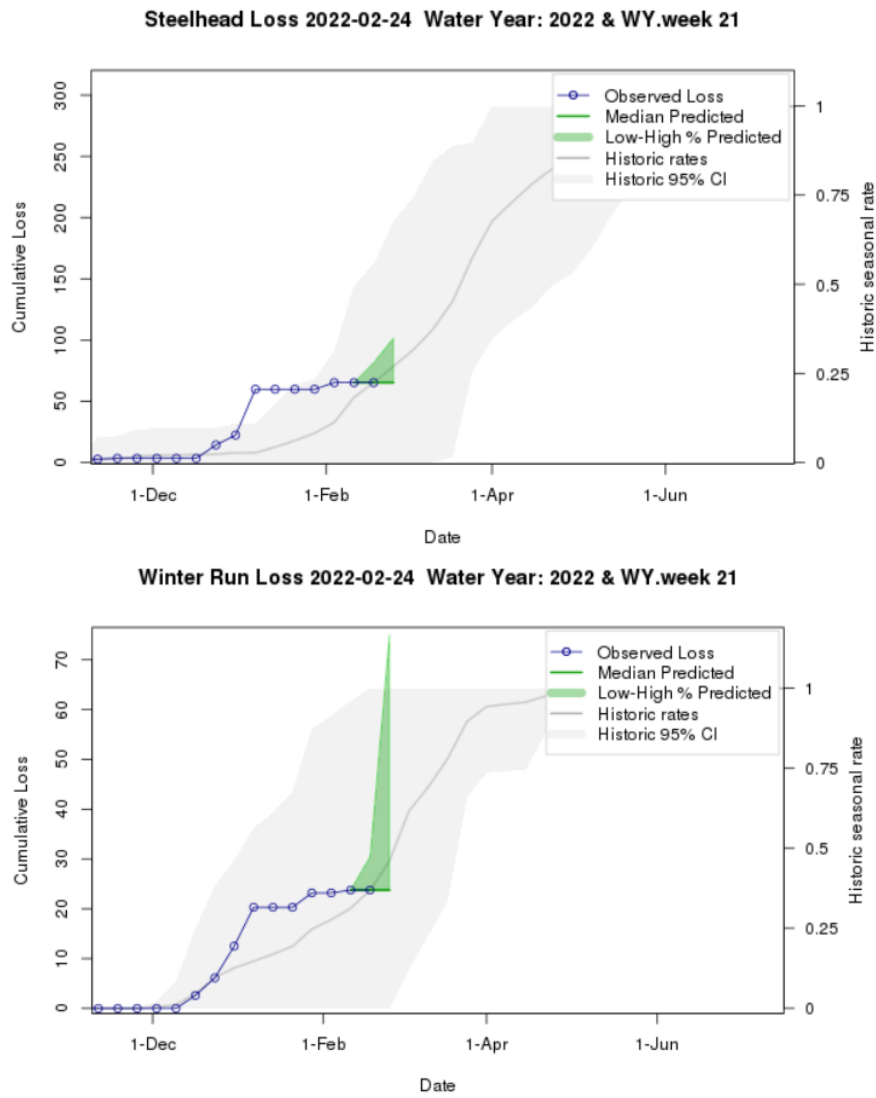 Steelhead Loss 2022-02-24 Water Year: 2022 & WY.week 21
Cumulative Loss
300
250
200
150
100
50
0
Observed Loss
Median Predicted
Low-High % Predicted
Historic rates
Historic 95% CI
1
0.75
0.5
0.25
0
Historic seasonal rate
1-Dec 1-Feb 1-Apr 1-Jun
Date
Winter Run Loss 2022-02-24 Water Year: 2022 & WY.week 21
Cumulative Loss
70
60
50
40
30
20
10
0
Observed Loss
Median Predicted
Low-High % Predicted
Historic rates
Historic 95% CI
1
0.75
0.5
0.25
0
Historic seasonal rate
1-Dec 1-Feb 1-Apr 1-Jun
Date